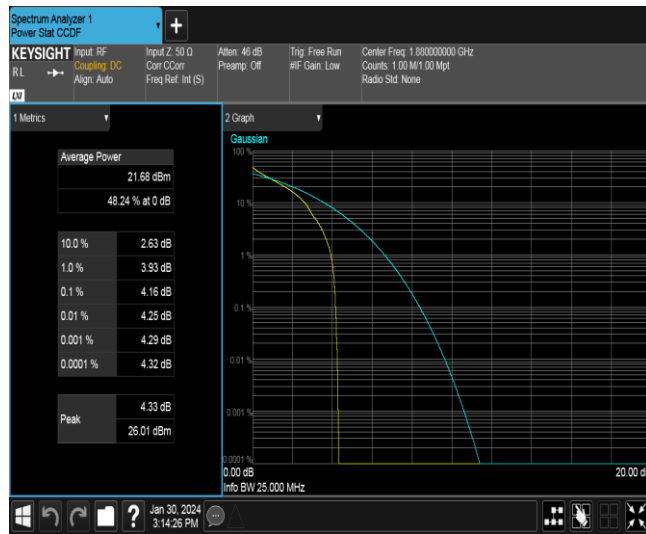 Spectrum Analyzer 1
Power Stat CCDF
+
KEYSIGHT
RL
LXI
Input: RF
Coupling: DC
Align: Auto
Input Z: 50 Ω
Corr CCorr
Freq Ref: Int (S)
Atten: 46 dB
Preamp: Off
Trig: Free Run
#IF Gain: Low
Center Freq: 1.880000000 GHz
Counts: 1.00 M/1.00 Mpt
Radio Std: None
1 Metrics
Average Power
21.68 dBm
48.24 % at 0 dB
10.0 % 2.63 dB
1.0 % 3.93 dB
0.1 % 4.16 dB
0.01 % 4.25 dB
0.001 % 4.29 dB
0.0001 % 4.32 dB
Peak
4.33 dB
26.01 dBm
2 Graph
Gaussian
100 %
10 %
1 %
0.1 %
0.01 %
0.001 %
0.0001 %
0.00 dB 20.00 d
Info BW 25.000 MHz
?
Jan 30, 2024
3:14:26 PM